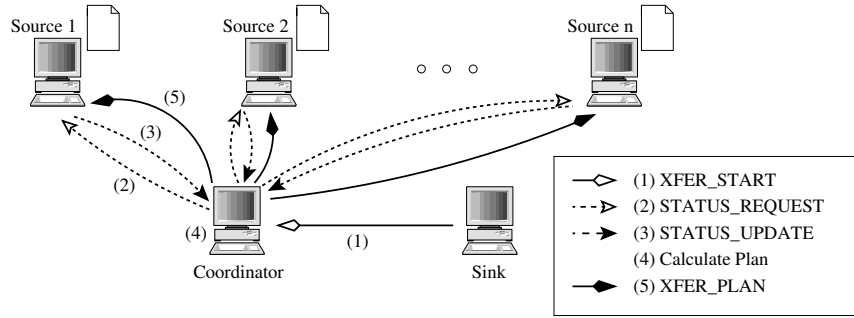 Source 1
Source 2
Source n
(5)
(3)
(2)
(4)
(1)
Coordinator
Sink
(1) XFER_START
(2) STATUS_REQUEST
(3) STATUS_UPDATE
(4) Calculate Plan
(5) XFER_PLAN